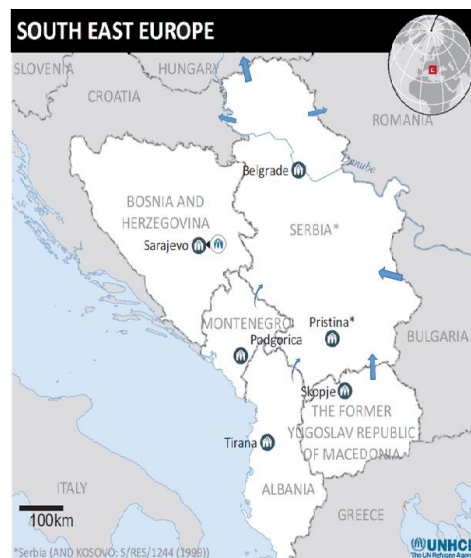 SOUTH EAST EUROPE
SLOVENIA
HUNGARY
CROATIA
ROMANIA
Danube
Belgrade
BOSNIA AND
HERZEGOVINA
SERBIA*
Sarajevo
MONTENEGRO
Podgorica
Pristina*
BULGARIA
Skopje
THE FORMER
YUGOSLAV REPUBLIC
OF MACEDONIA
Tirana
ITALY
ALBANIA
GREECE
100km
UNHCR
The UN Refugee Agency
*Serbia (AND KOSOVO: S/RES/1244 (1999))